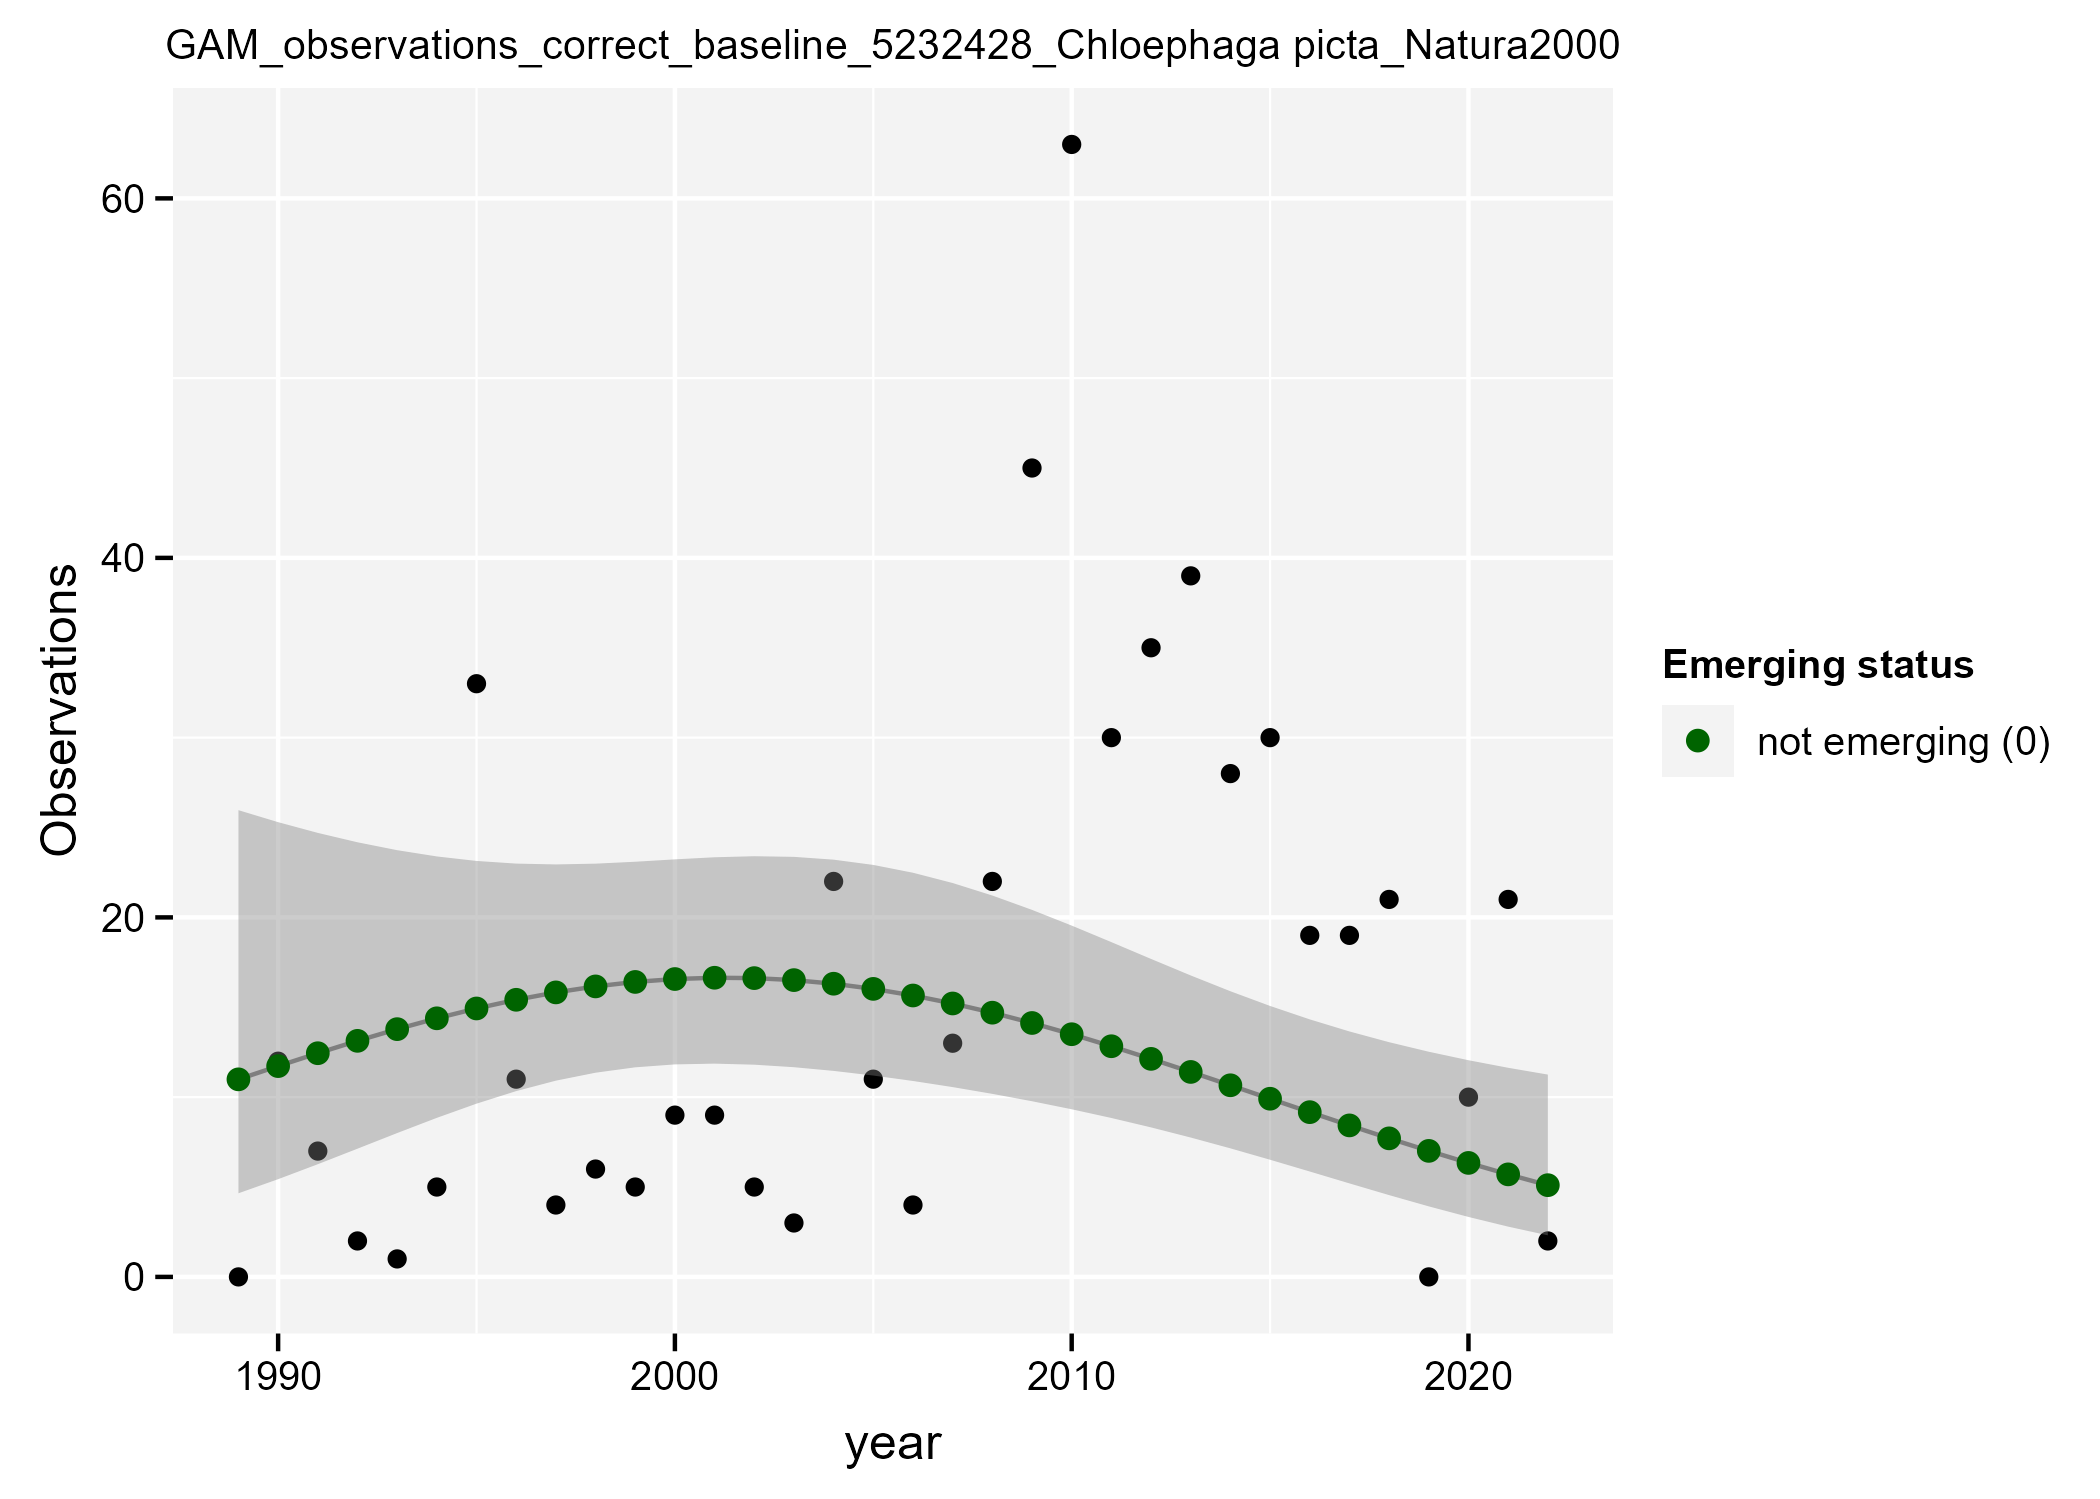 GAM_observations_correct_baseline_5232428_Chloephaga picta_Natura2000
60
40
20
0
Observations
1990 2000 2010 2020
year
Emerging status
not emerging (0)